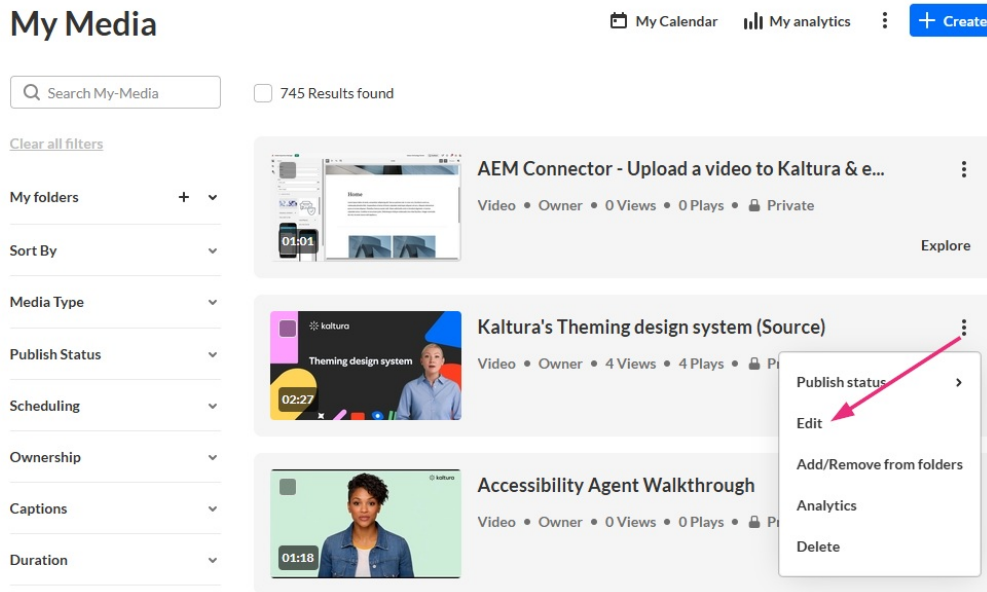 My Media
My Calendar
My analytics
Create
Search My-Media
745 Results found
Clear all filters
My folders
Sort By
Media Type
Publish Status
Scheduling
Ownership
Captions
Duration
Home
01:01
AEM Connector - Upload a video to Kaltura & e...
Video • Owner • 0 Views • 0 Plays • Private
Explore
kaltura
Theming design system
02:27
Kaltura's Theming design system (Source)
Video • Owner • 4 Views • 4 Plays •
Publish status
Edit
Add/Remove from folders
Analytics
Delete
kaltura
01:18
Accessibility Agent Walkthrough
Video • Owner • 0 Views • 0 Plays •